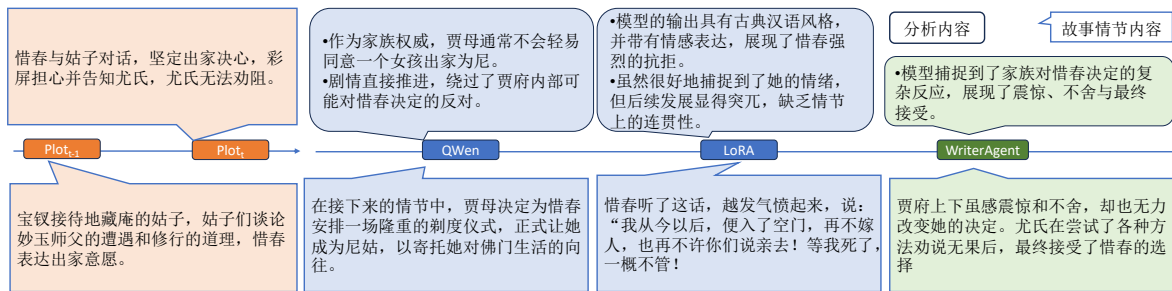 惜春与姑子对话，坚定出家决心，彩
屏担心并告知尤氏，尤氏无法劝阻。
Plott-1
Plott
宝钗接待地藏庵的姑子，姑子们谈论
妙玉师父的遭遇和修行的道理，惜春
表达出家意愿。
•作为家族权威，贾母通常不会轻易
同意一个女孩出家为尼。
•剧情直接推进，绕过了贾府内部可
能对惜春决定的反对。
QWen
在接下来的情节中，贾母决定为惜春
安排一场隆重的剃度仪式，正式让她
成为尼姑，以寄托她对佛门生活的向
往。
•模型的输出具有古典汉语风格，
并带有情感表达，展现了惜春强
烈的抗拒。
•虽然很好地捕捉到了她的情绪，
但后续发展显得突兀，缺乏情节
上的连贯性。
LoRA
惜春听了这话，越发气愤起来，说：
“我从今以后，便入了空门，再不嫁
人，也再不许你们说亲去！等我死了，
一概不管！
分析内容
故事情节内容
•模型捕捉到了家族对惜春决定的复
杂反应，展现了震惊、不舍与最终
接受。
WriterAgent
贾府上下虽感震惊和不舍，却也无力
改变她的决定。尤氏在尝试了各种方
法劝说无果后，最终接受了惜春的选
择